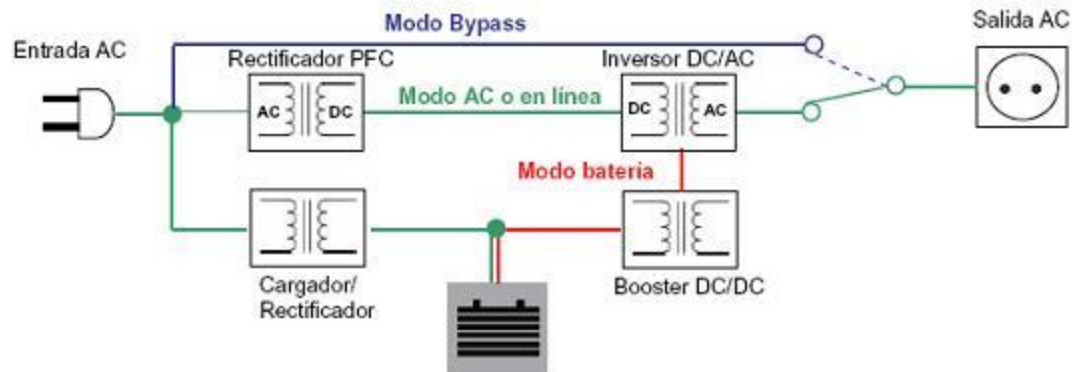 Modo Bypass
Salida AC
Entrada AC
Rectificador PFC
Inversor DC/AC
AC
DC
Modo AC o en línea
DC
AC
Modo bateria
Cargador/
Rectificador
Booster DC/DC